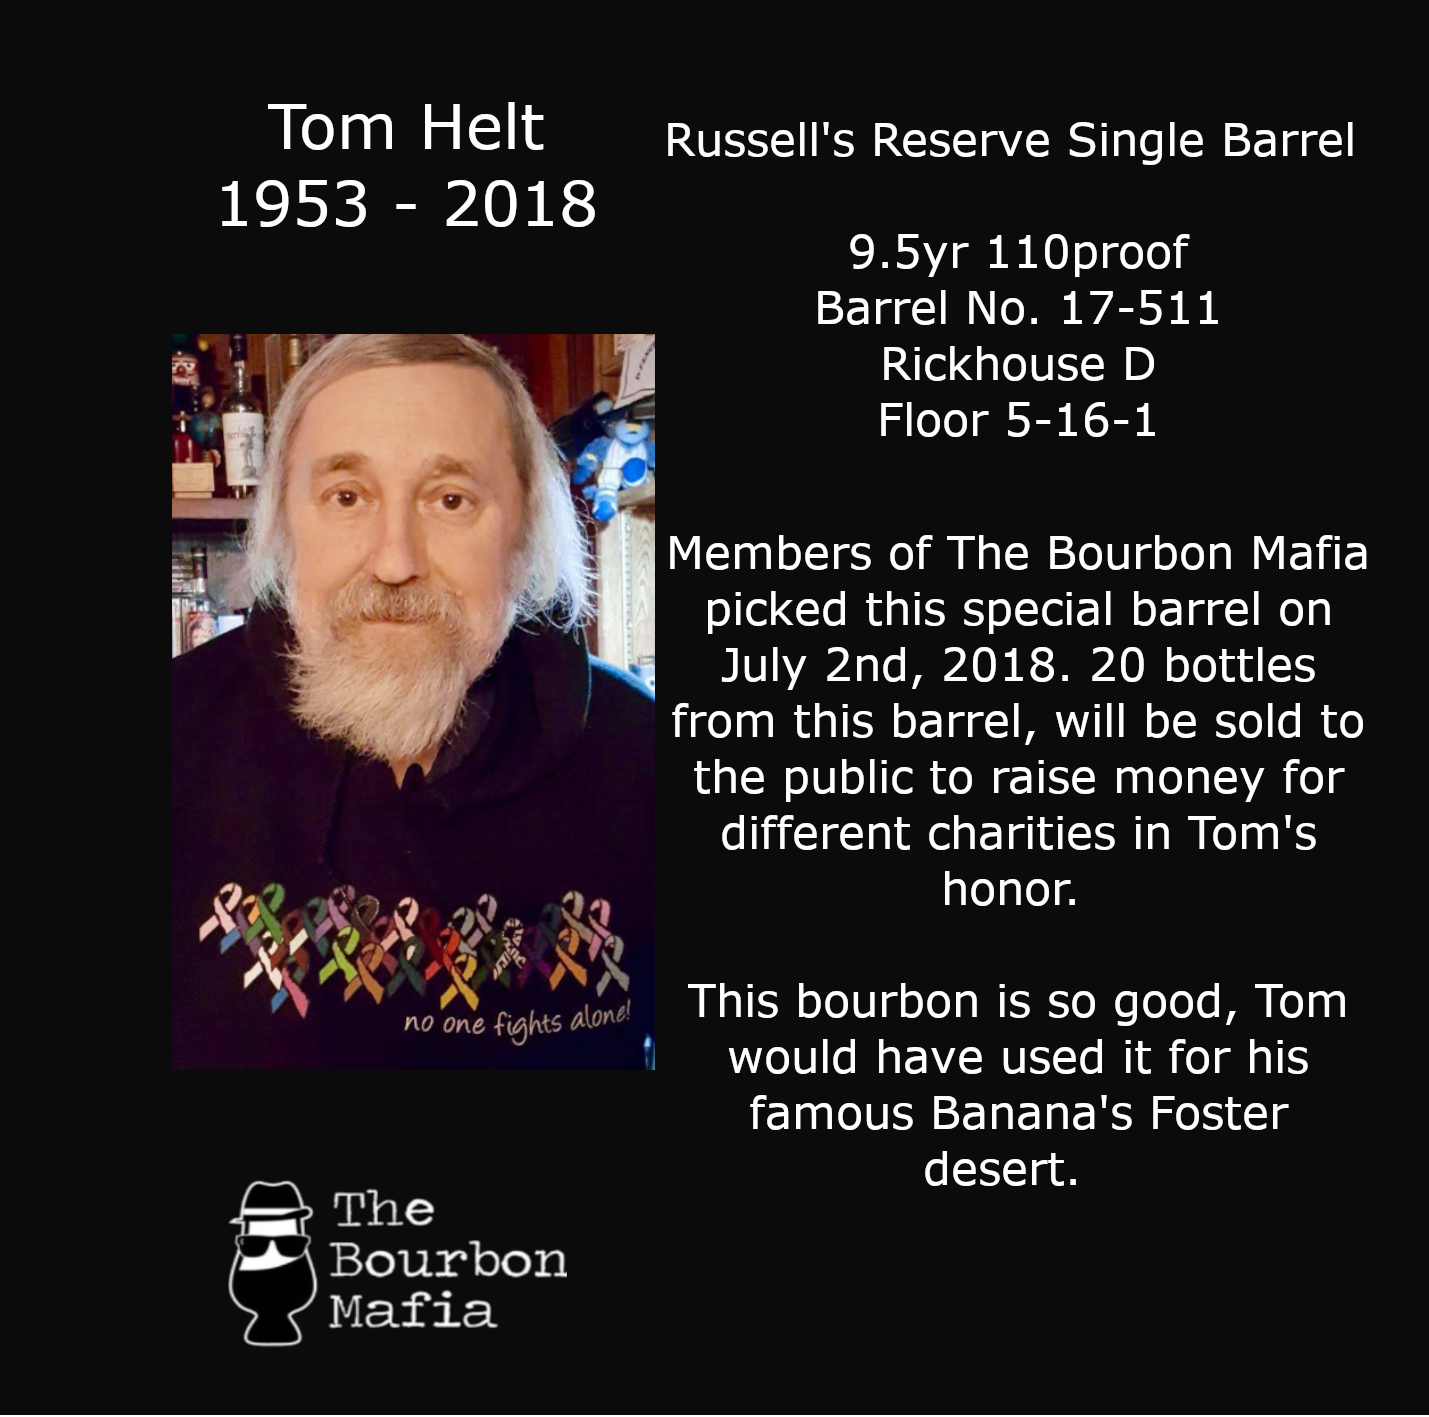 Tom Helt
1953 - 2018
Russell's Reserve Single Barrel
9.5yr 110proof
Barrel No. 17-511
Rickhouse D
Floor 5-16-1
Members of The Bourbon Mafia
picked this special barrel on
July 2nd, 2018. 20 bottles
from this barrel, will be sold to
the public to raise money for
different charities in Tom's
honor.
This bourbon is so good, Tom
would have used it for his
famous Banana's Foster
desert.
no one fights alone!
The
Bourbon
Mafia